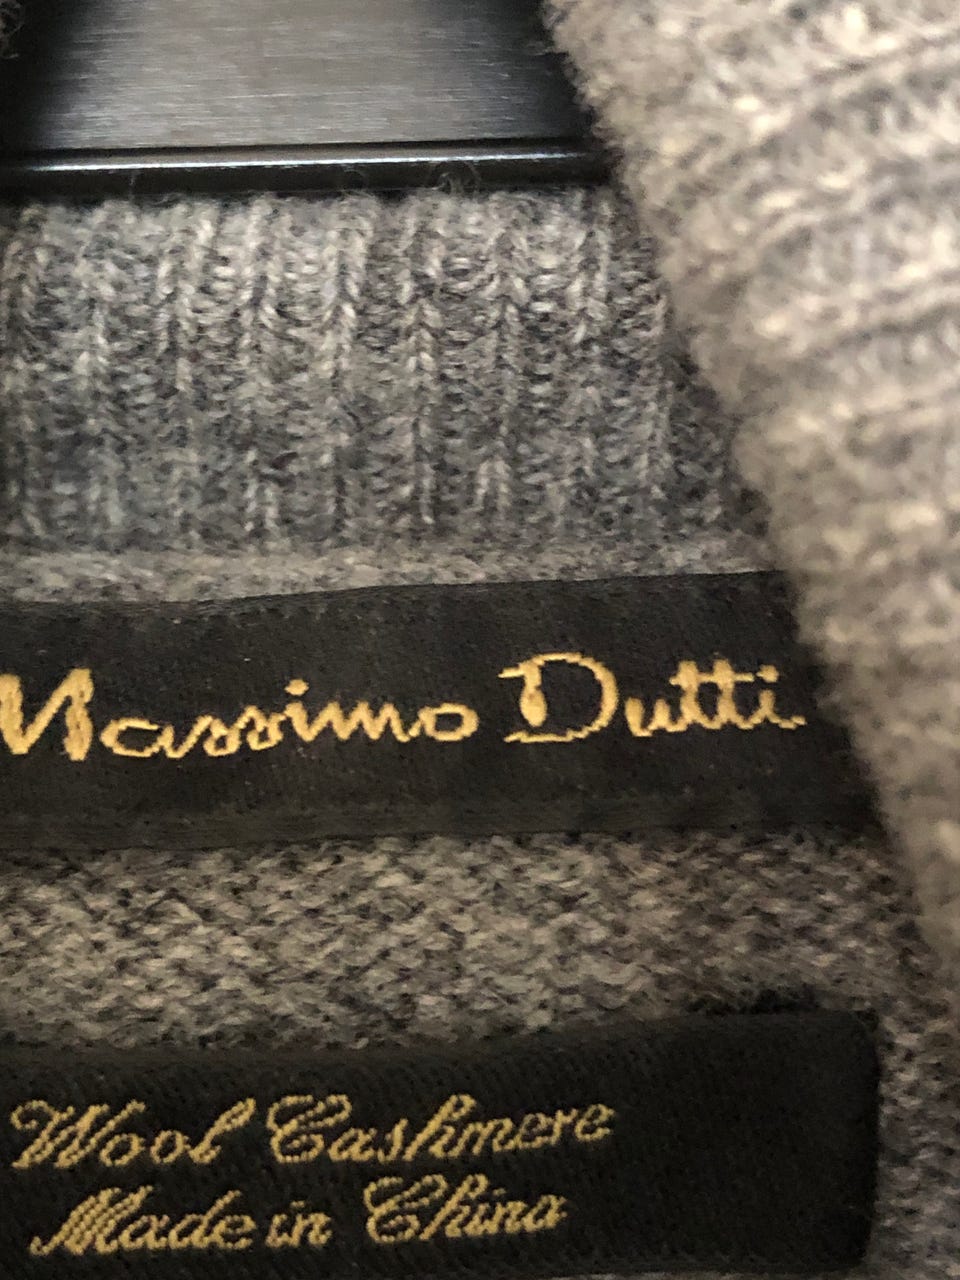 Massimo Dutti
Wool Cashmere
Made in China